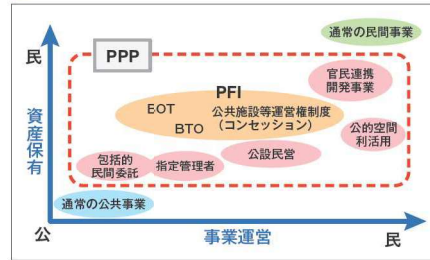 通常の民間事業
民
PPP
官民連携
開発事業
PFI
BOT
公共施設等運営権制度
(コンセッション)
BTO
資産保有
公的空間
利活用
公設民営
包括的
民間委託
指定管理者
通常の公共事業
公
事業運営
民